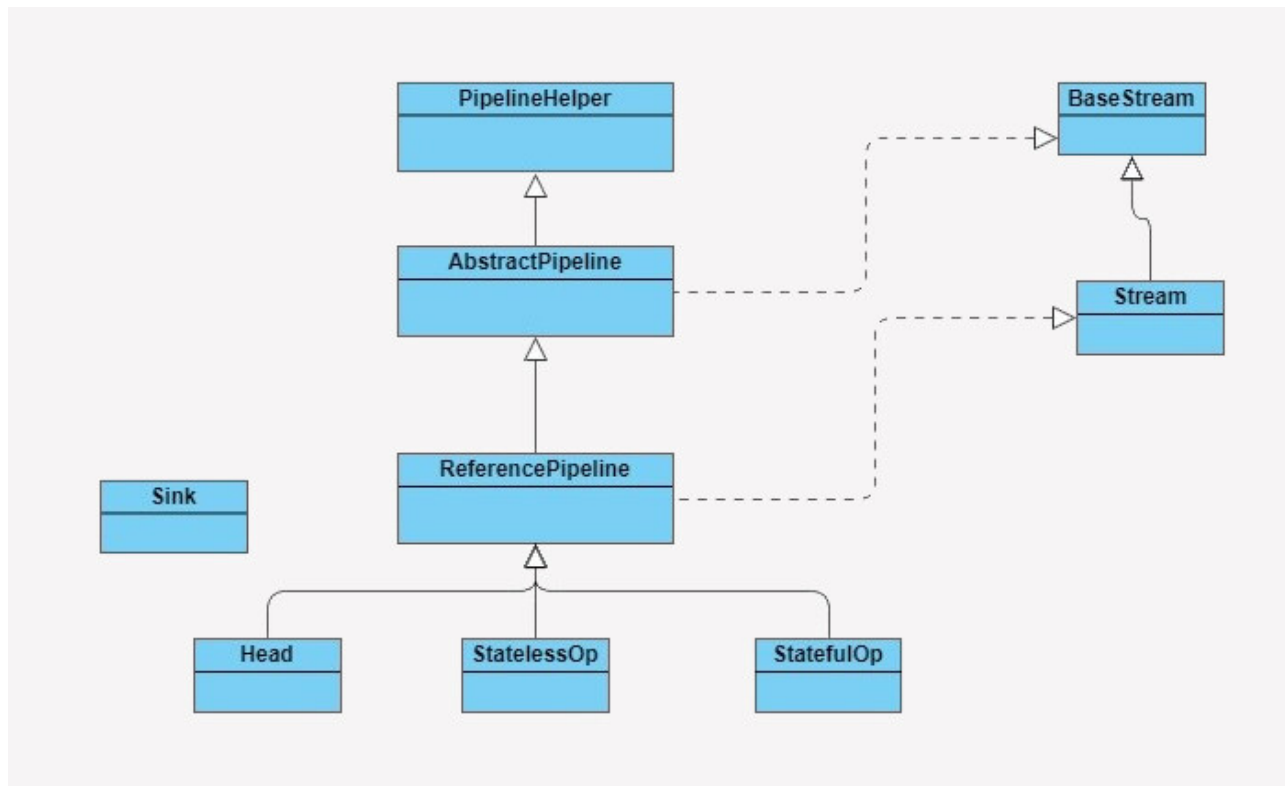 PipelineHelper
BaseStream
AbstractPipeline
Stream
ReferencePipeline
Sink
Head
StatelessOp
StatefulOp